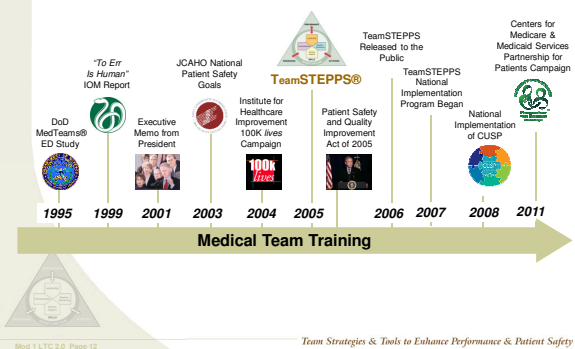 “To Err
Is Human”
IOM Report
DoD
MedTeams®
ED Study
Executive
Memo from
President
JCAHO National
Patient Safety
Goals
Institute for
Healthcare
Improvement
100K lives
Campaign
100k
lives
TeamSTEPPS®
Patient Safety
and Quality
Improvement
Act of 2005
TeamSTEPPS
Released to the
Public
TeamSTEPPS
National
Implementation
Program Began
National
Implementation
of CUSP
CUSP
Centers for
Medicare &
Medicaid Services
Partnership for
Patients Campaign
1995 1999 2001 2003 2004 2005 2006 2007 2008 2011
Medical Team Training
Mod 1 LTC 2.0 Page 12
Team Strategies & Tools to Enhance Performance & Patient Safety